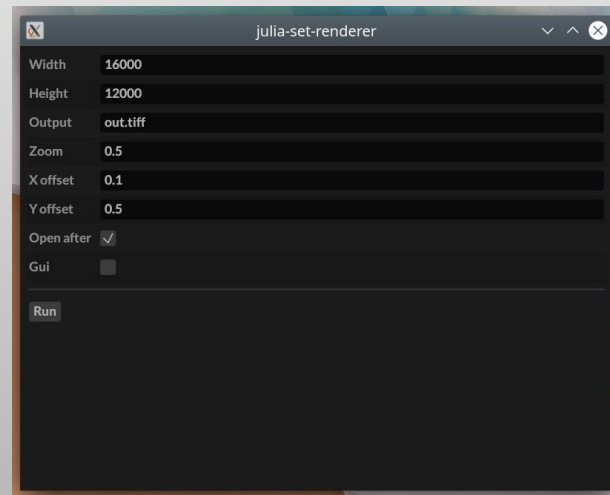 julia-set-renderer
Width 16000
Height 12000
Output out.tiff
Zoom 0.5
X offset 0.1
Y offset 0.5
Open after
Gui
Run